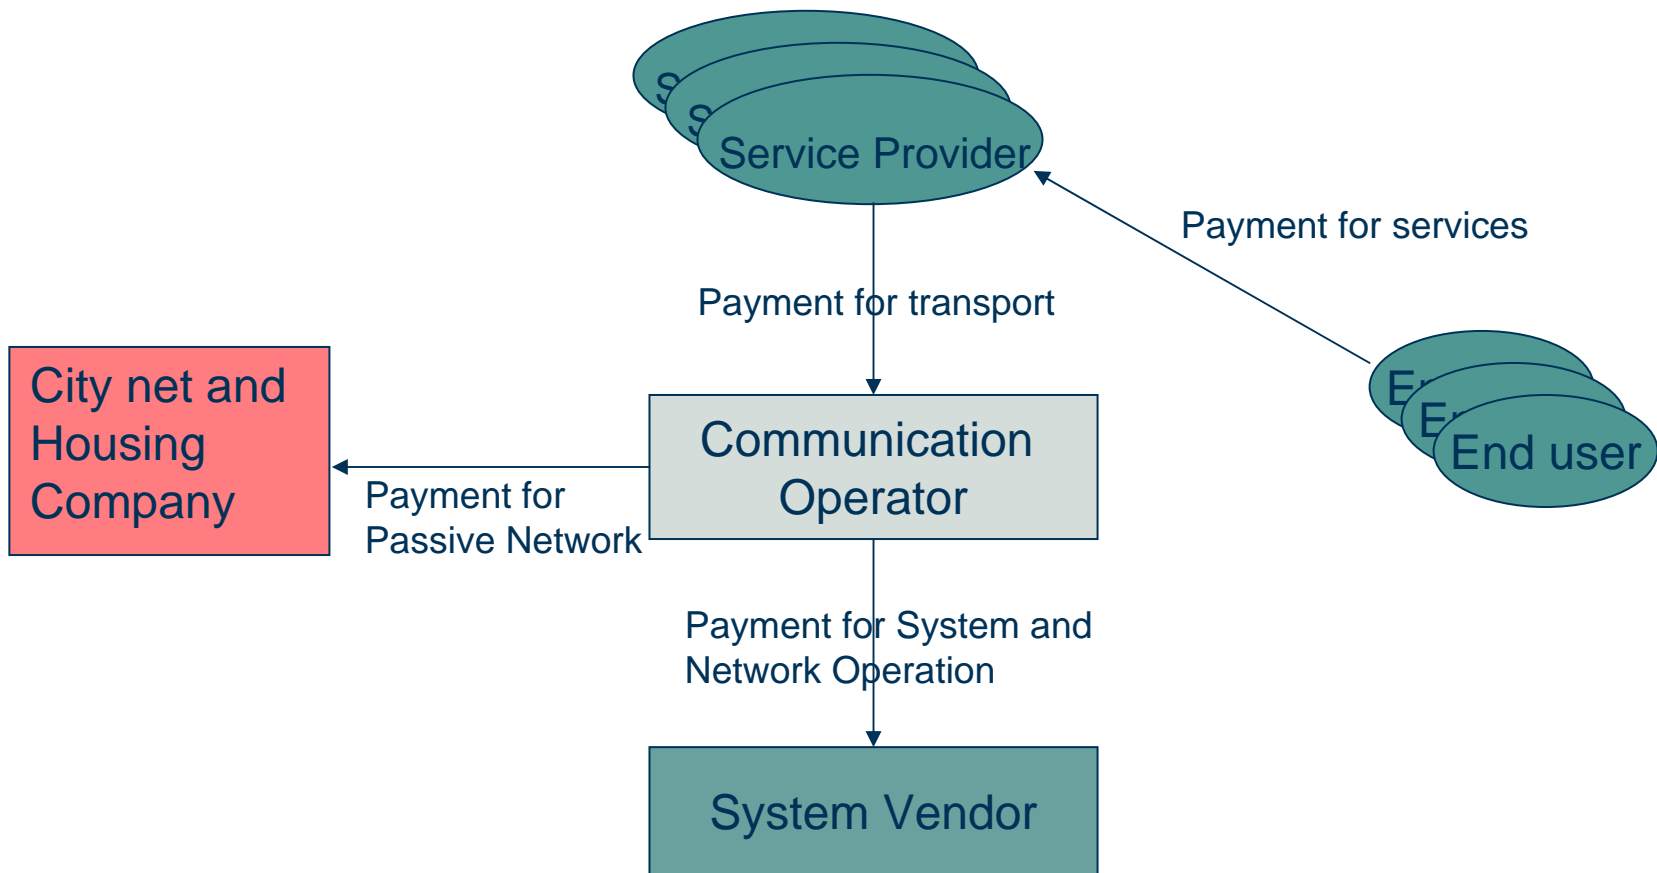 Service Provider
Payment for services
Payment for transport
City net and
Housing
Company
Communication
Operator
End user
Payment for
Passive Network
Payment for System and
Network Operation
System Vendor